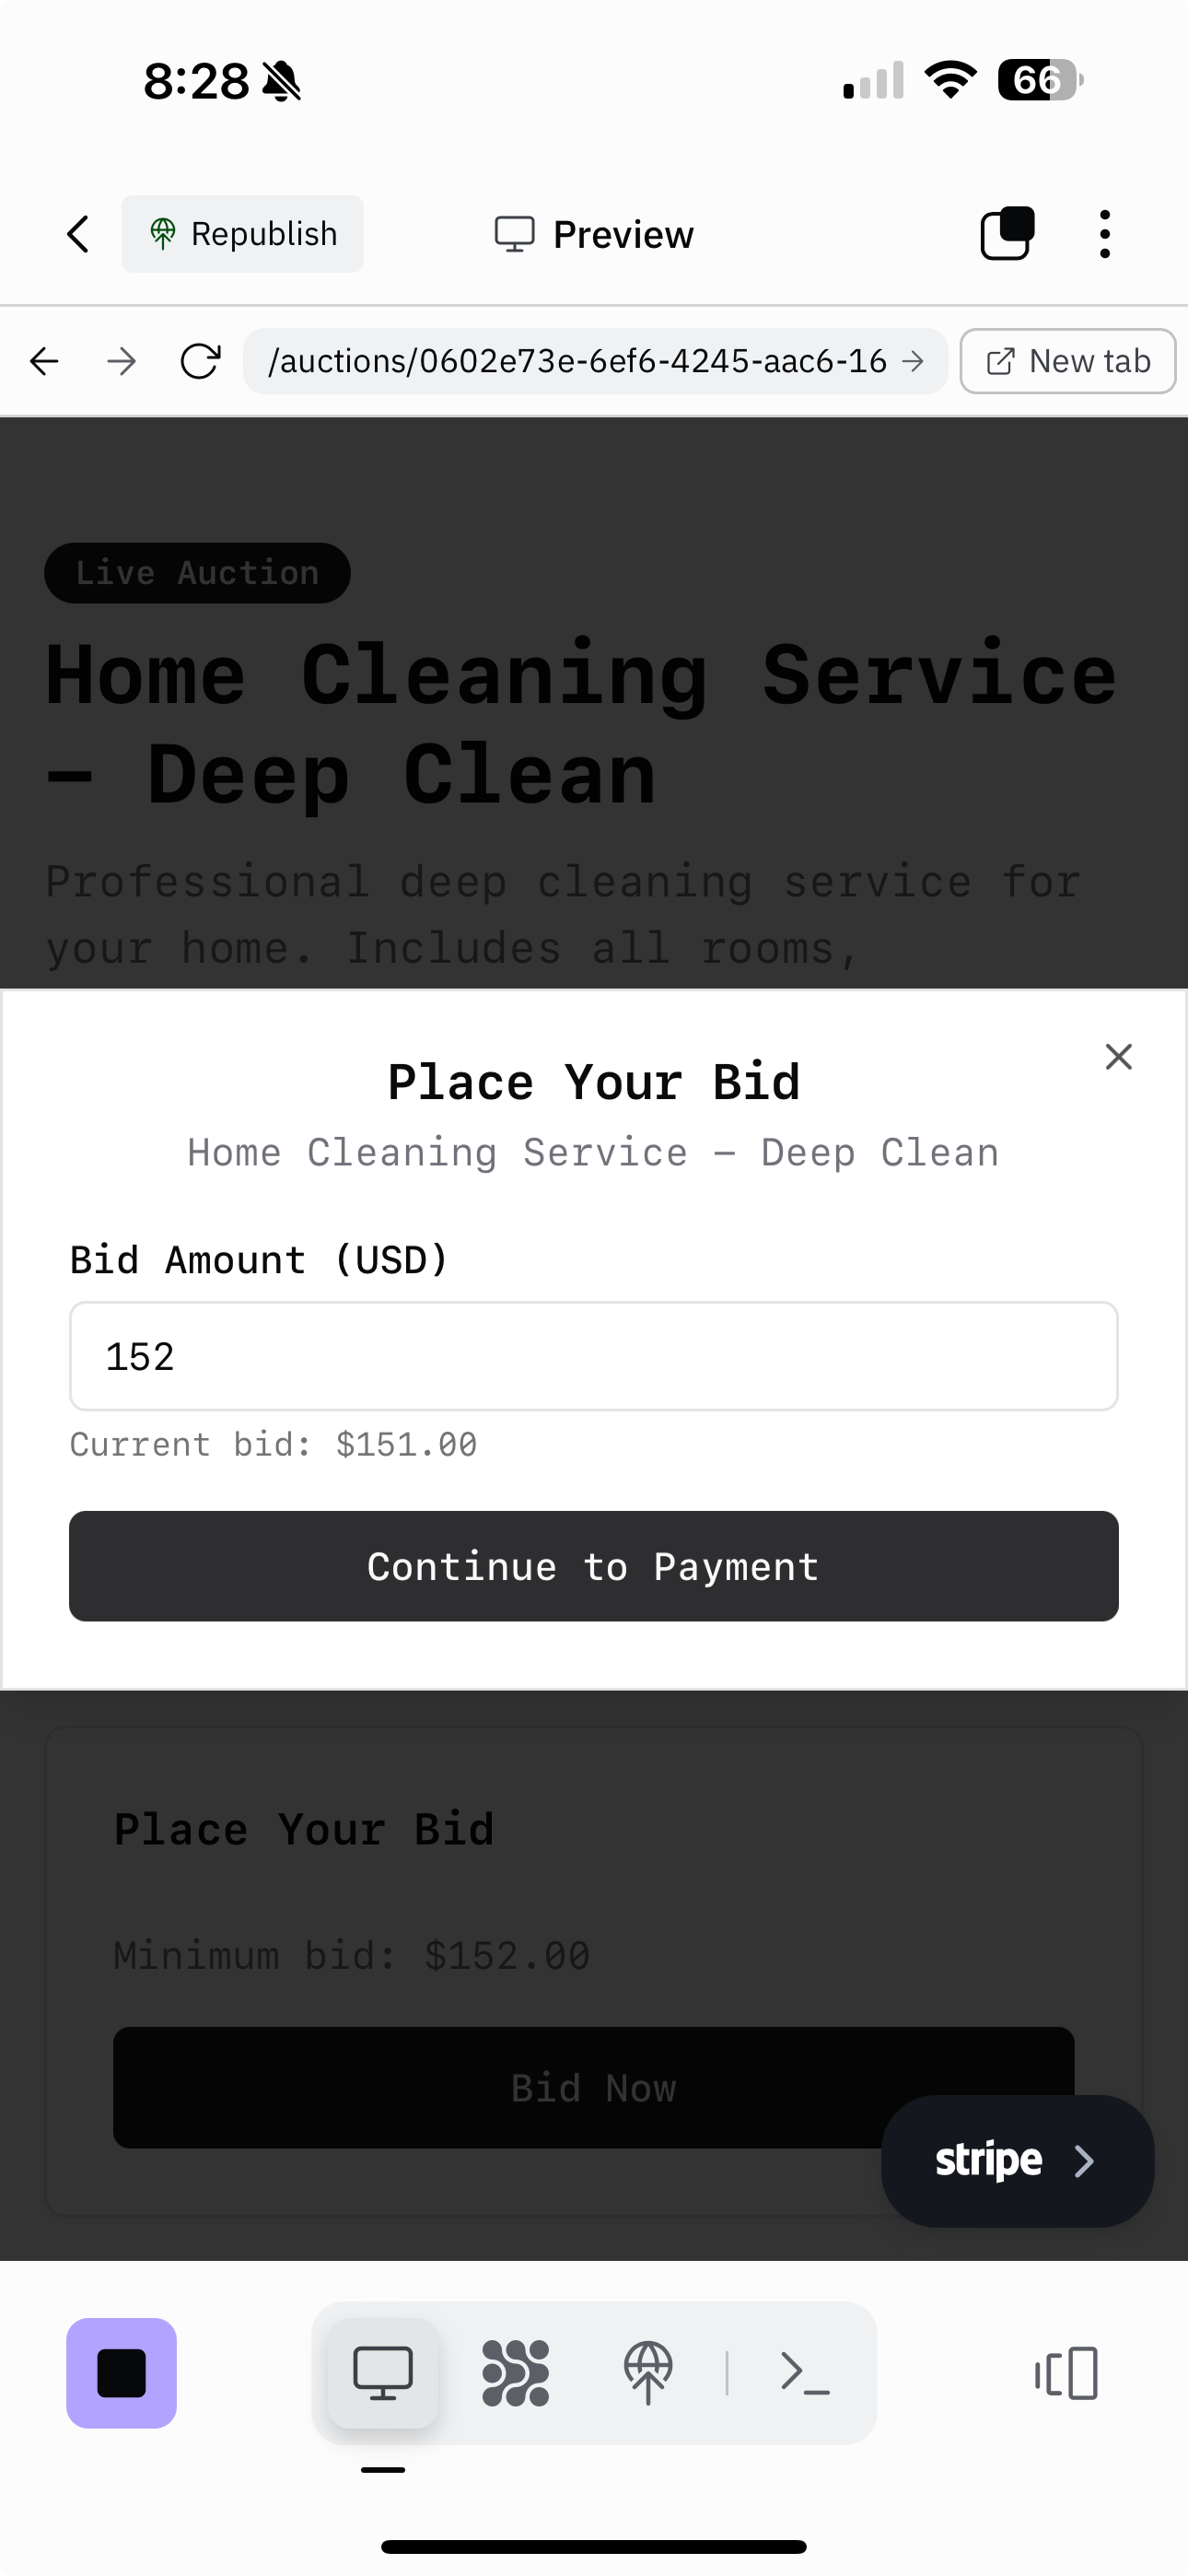 8:28
66
Republish
Preview
/auctions/0602e73e-6ef6-4245-aac6-16
New tab
Live Auction
Home Cleaning Service
– Deep Clean
Professional deep cleaning service for
your home. Includes all rooms,
Place Your Bid
Home Cleaning Service – Deep Clean
Bid Amount (USD)
152
Current bid: $151.00
Continue to Payment
Place Your Bid
Minimum bid: $152.00
Bid Now
stripe